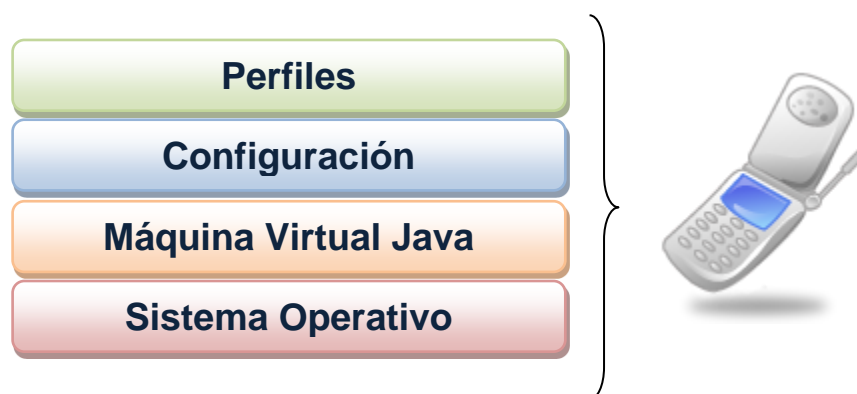 Perfiles
Configuración
Máquina Virtual Java
Sistema Operativo